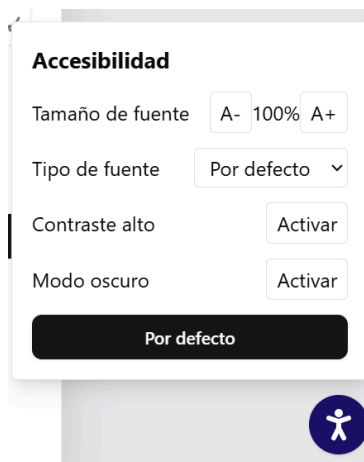 Accesibilidad
Tamaño de fuente A- 100% A+
Tipo de fuente Por defecto
Contraste alto Activar
Modo oscuro Activar
Por defecto